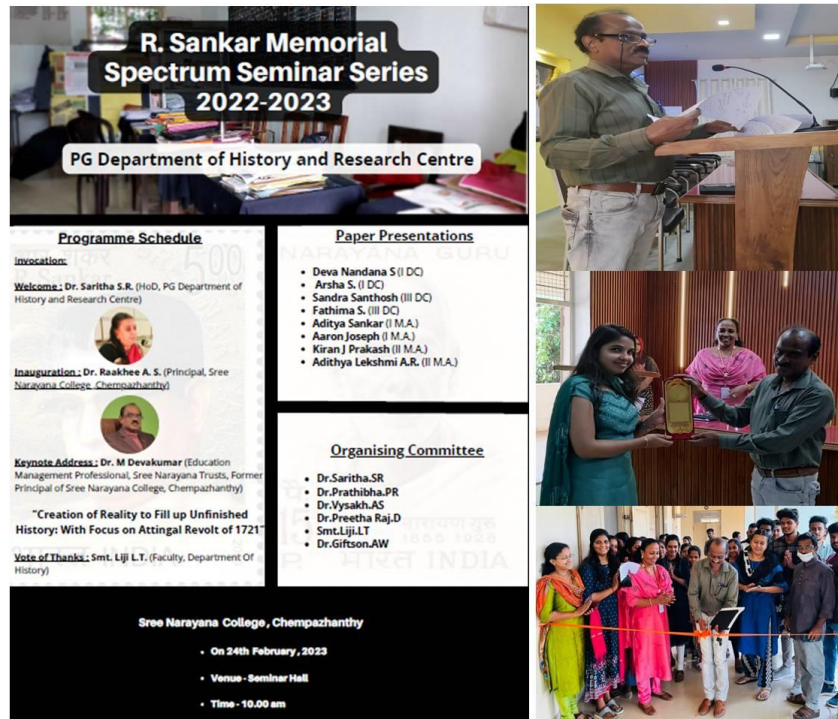 R. Sankar Memorial
Spectrum Seminar Series
2022-2023
PG Department of History and Research Centre
Programme Schedule
Invocation:
Welcome : Dr. Saritha S.R. (HoD, PG Department of
History and Research Centre)
Inauguration : Dr. Raakhee A. S. (Principal, Sree
Narayana College ,Chempazhanthy)
Keynote Address : Dr. M Devakumar (Education
Management Professional, Sree Narayana Trusts, Former
Principal of Sree Narayana College, Chempazhanthy)
"Creation of Reality to Fill up Unfinished
History: With Focus on Attingal Revolt of 1721"
Vote of Thanks : Smt. Liji L.T. (Faculty, Department Of
History)
भारत INDIA
NARAYANA GURU
Paper Presentations
• Deva Nandana S (I DC)
• Arsha S. (I DC)
• Sandra Santhosh (III DC)
• Fathima S. (III DC)
• Aditya Sankar (I M.A.)
• Aaron Joseph (I M.A.)
• Kiran J Prakash (II M.A.)
• Adithya Lekshmi A.R. (II M.A.)
Organising Committee
• Dr.Saritha.SR
• Dr.Prathibha.PR
• Dr.Vysakh.AS
• Dr.Preetha Raj.D
• Smt.Liji.LT
• Dr.Giftson.AW
भारत INDIA
Sree Narayana College, Chempazhanthy
• On 24th February, 2023
• Venue - Seminar Hall
• Time - 10.00 am